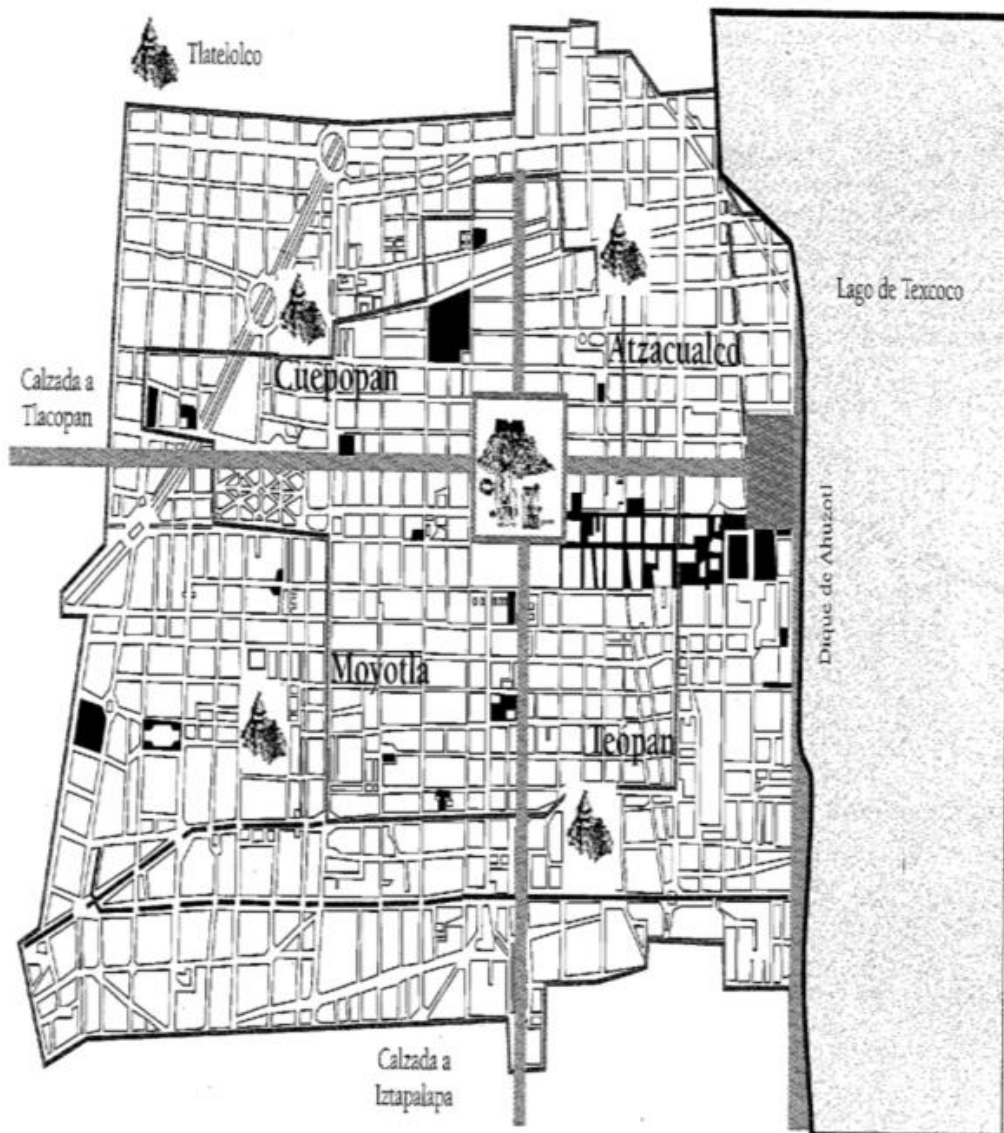 Tlatelolco
Lago de Texcoco
Atzacualco
Cuepopan
Calzada a
Tlacopan
Dique de Ahuzotl
Moyotla
Teopan
Calzada a
Iztapalapa